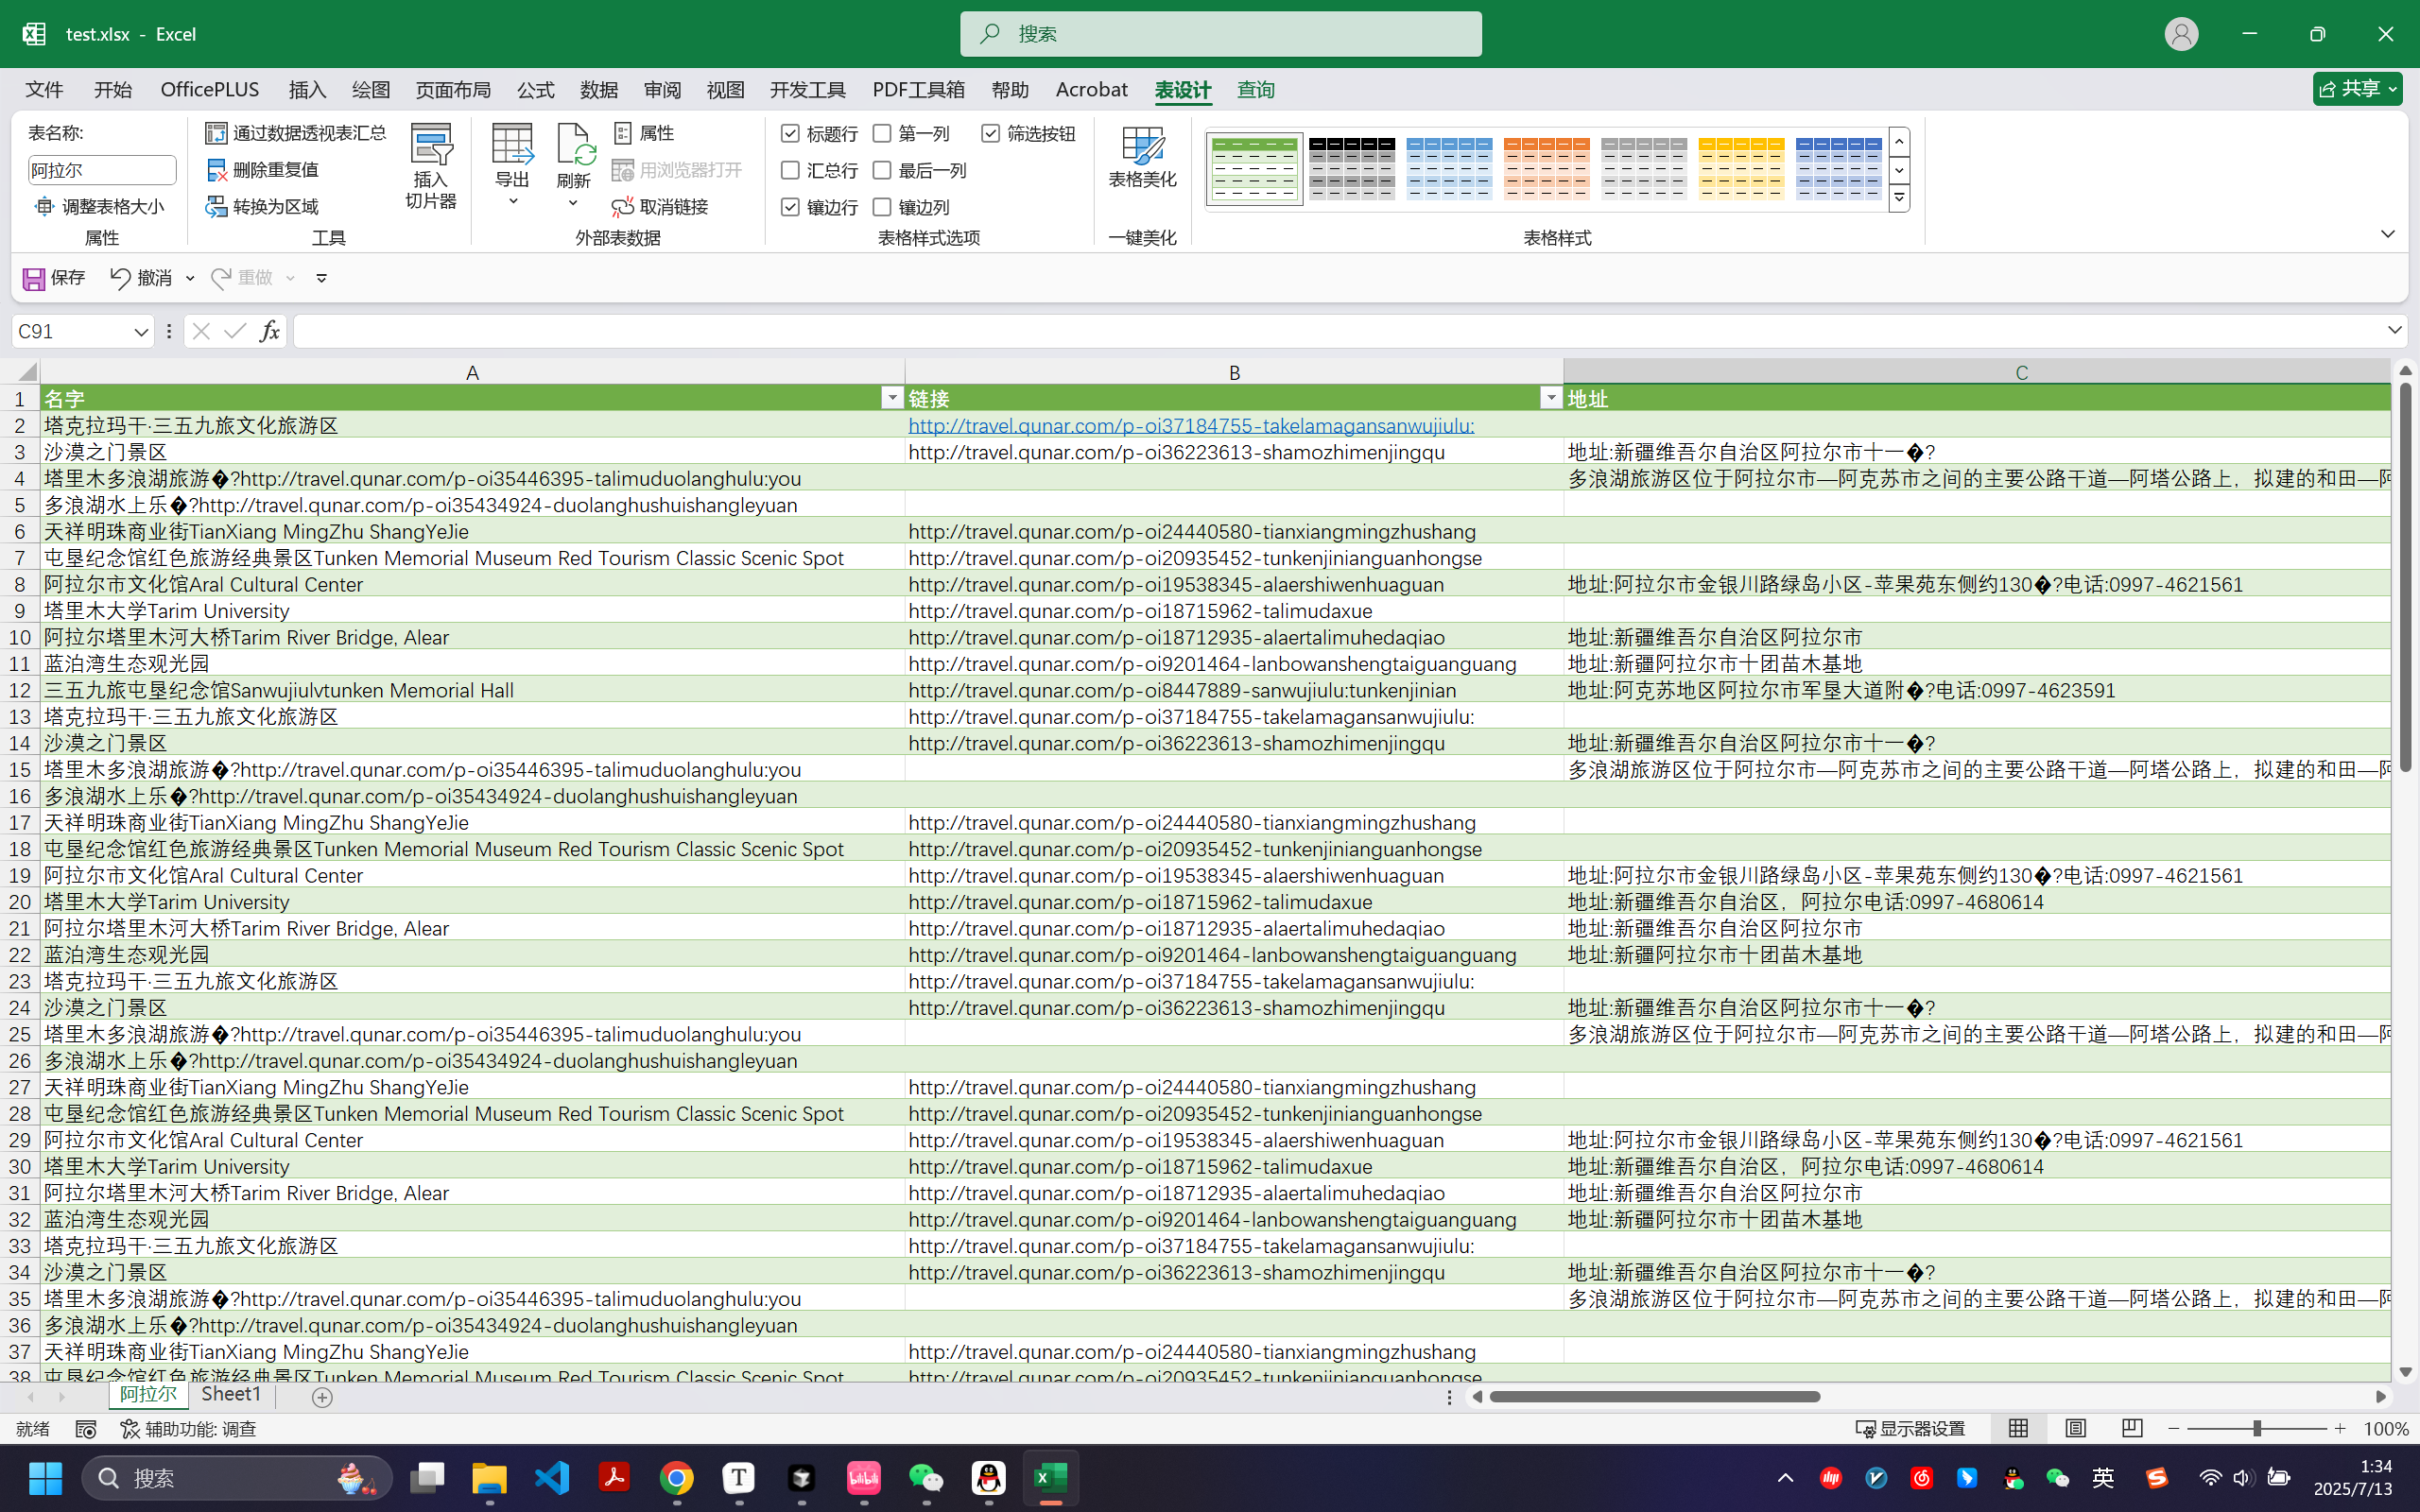 test.xlsx - Excel
搜索
文件 开始 OfficePLUS 插入 绘图 页面布局 公式 数据 审阅 视图 开发工具 PDF工具箱 帮助 Acrobat 表设计 查询 共享
表名称:
阿拉尔
调整表格大小
属性
通过数据透视表汇总
删除重复值
转换为区域
插入
切片器
工具
导出
刷新
属性
用浏览器打开
取消链接
外部表数据
标题行 第一列 筛选按钮
汇总行 最后一列
镶边行 镶边列
表格样式选项
表格美化
一键美化
表格样式
保存 撤消 重做
C91 fx
A B C
1 名字 链接 地址
2 塔克拉玛干·三五九旅文化旅游区 http://travel.qunar.com/p-oi37184755-takelamagansanwujiulu:
3 沙漠之门景区 http://travel.qunar.com/p-oi36223613-shamozhimenjingqu 地址:新疆维吾尔自治区阿拉尔市十一�?
4 塔里木多浪湖旅游�?http://travel.qunar.com/p-oi35446395-talimuduolanghulu:you 多浪湖旅游区位于阿拉尔市—阿克苏市之间的主要公路干道—阿塔公路上，拟建的和田—阿
5 多浪湖水上乐�?http://travel.qunar.com/p-oi35434924-duolanghushuishangleyuan
6 天祥明珠商业街TianXiang MingZhu ShangYeJie http://travel.qunar.com/p-oi24440580-tianxiangmingzhushang
7 屯垦纪念馆红色旅游经典景区Tunken Memorial Museum Red Tourism Classic Scenic Spot http://travel.qunar.com/p-oi20935452-tunkenjinianguanhongse
8 阿拉尔市文化馆Aral Cultural Center http://travel.qunar.com/p-oi19538345-alaershiwenhuaguan 地址:阿拉尔市金银川路绿岛小区-苹果苑东侧约130�?电话:0997-4621561
9 塔里木大学Tarim University http://travel.qunar.com/p-oi18715962-talimudaxue
10 阿拉尔塔里木河大桥Tarim River Bridge, Alear http://travel.qunar.com/p-oi18712935-alaertalimuhedaqiao 地址:新疆维吾尔自治区阿拉尔市
11 蓝泊湾生态观光园 http://travel.qunar.com/p-oi9201464-lanbowanshengtaiguanguang 地址:新疆阿拉尔市十团苗木基地
12 三五九旅屯垦纪念馆Sanwujiulvtunken Memorial Hall http://travel.qunar.com/p-oi8447889-sanwujiulu:tunkenjinian 地址:阿克苏地区阿拉尔市军垦大道附�?电话:0997-4623591
13 塔克拉玛干·三五九旅文化旅游区 http://travel.qunar.com/p-oi37184755-takelamagansanwujiulu:
14 沙漠之门景区 http://travel.qunar.com/p-oi36223613-shamozhimenjingqu 地址:新疆维吾尔自治区阿拉尔市十一�?
15 塔里木多浪湖旅游�?http://travel.qunar.com/p-oi35446395-talimuduolanghulu:you 多浪湖旅游区位于阿拉尔市—阿克苏市之间的主要公路干道—阿塔公路上，拟建的和田—阿
16 多浪湖水上乐�?http://travel.qunar.com/p-oi35434924-duolanghushuishangleyuan
17 天祥明珠商业街TianXiang MingZhu ShangYeJie http://travel.qunar.com/p-oi24440580-tianxiangmingzhushang
18 屯垦纪念馆红色旅游经典景区Tunken Memorial Museum Red Tourism Classic Scenic Spot http://travel.qunar.com/p-oi20935452-tunkenjinianguanhongse
19 阿拉尔市文化馆Aral Cultural Center http://travel.qunar.com/p-oi19538345-alaershiwenhuaguan 地址:阿拉尔市金银川路绿岛小区-苹果苑东侧约130�?电话:0997-4621561
20 塔里木大学Tarim University http://travel.qunar.com/p-oi18715962-talimudaxue 地址:新疆维吾尔自治区，阿拉尔电话:0997-4680614
21 阿拉尔塔里木河大桥Tarim River Bridge, Alear http://travel.qunar.com/p-oi18712935-alaertalimuhedaqiao 地址:新疆维吾尔自治区阿拉尔市
22 蓝泊湾生态观光园 http://travel.qunar.com/p-oi9201464-lanbowanshengtaiguanguang 地址:新疆阿拉尔市十团苗木基地
23 塔克拉玛干·三五九旅文化旅游区 http://travel.qunar.com/p-oi37184755-takelamagansanwujiulu:
24 沙漠之门景区 http://travel.qunar.com/p-oi36223613-shamozhimenjingqu 地址:新疆维吾尔自治区阿拉尔市十一�?
25 塔里木多浪湖旅游�?http://travel.qunar.com/p-oi35446395-talimuduolanghulu:you 多浪湖旅游区位于阿拉尔市—阿克苏市之间的主要公路干道—阿塔公路上，拟建的和田—阿
26 多浪湖水上乐�?http://travel.qunar.com/p-oi35434924-duolanghushuishangleyuan
27 天祥明珠商业街TianXiang MingZhu ShangYeJie http://travel.qunar.com/p-oi24440580-tianxiangmingzhushang
28 屯垦纪念馆红色旅游经典景区Tunken Memorial Museum Red Tourism Classic Scenic Spot http://travel.qunar.com/p-oi20935452-tunkenjinianguanhongse
29 阿拉尔市文化馆Aral Cultural Center http://travel.qunar.com/p-oi19538345-alaershiwenhuaguan 地址:阿拉尔市金银川路绿岛小区-苹果苑东侧约130�?电话:0997-4621561
30 塔里木大学Tarim University http://travel.qunar.com/p-oi18715962-talimudaxue 地址:新疆维吾尔自治区，阿拉尔电话:0997-4680614
31 阿拉尔塔里木河大桥Tarim River Bridge, Alear http://travel.qunar.com/p-oi18712935-alaertalimuhedaqiao 地址:新疆维吾尔自治区阿拉尔市
32 蓝泊湾生态观光园 http://travel.qunar.com/p-oi9201464-lanbowanshengtaiguanguang 地址:新疆阿拉尔市十团苗木基地
33 塔克拉玛干·三五九旅文化旅游区 http://travel.qunar.com/p-oi37184755-takelamagansanwujiulu:
34 沙漠之门景区 http://travel.qunar.com/p-oi36223613-shamozhimenjingqu 地址:新疆维吾尔自治区阿拉尔市十一�?
35 塔里木多浪湖旅游�?http://travel.qunar.com/p-oi35446395-talimuduolanghulu:you 多浪湖旅游区位于阿拉尔市—阿克苏市之间的主要公路干道—阿塔公路上，拟建的和田—阿
36 多浪湖水上乐�?http://travel.qunar.com/p-oi35434924-duolanghushuishangleyuan
37 天祥明珠商业街TianXiang MingZhu ShangYeJie http://travel.qunar.com/p-oi24440580-tianxiangmingzhushang
38 屯垦纪念馆红色旅游经典景区Tunken Memorial Museum Red Tourism Classic Scenic Spot http://travel.qunar.com/p-oi20935452-tunkenjinianguanhongse
阿拉尔 Sheet1
就绪 辅助功能: 调查 显示器设置 100%
搜索 bilibili 英 1:34
2025/7/13